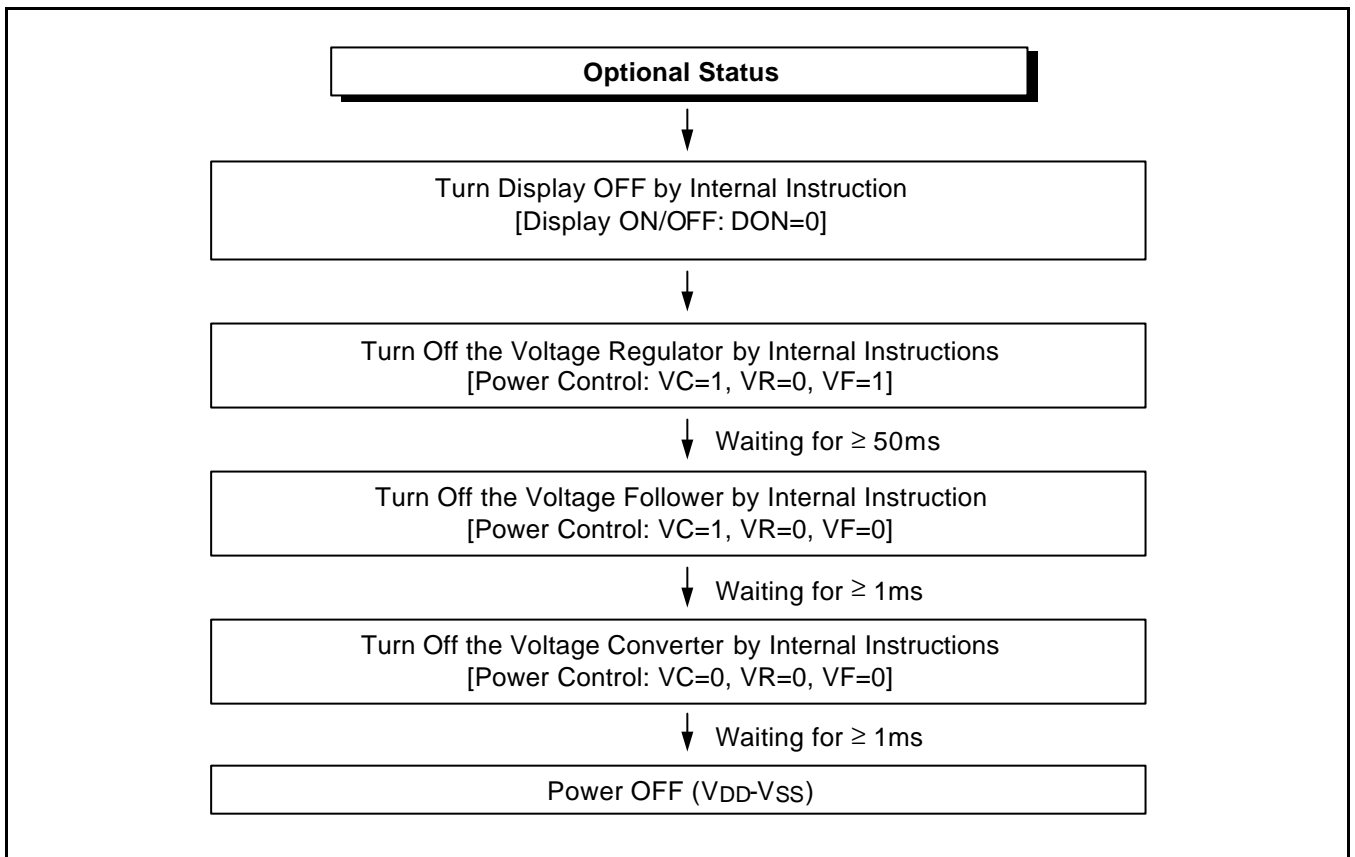 Optional Status
Turn Display OFF by Internal Instruction
[Display ON/OFF: DON=0]
Turn Off the Voltage Regulator by Internal Instructions
[Power Control: VC=1, VR=0, VF=1]
Waiting for ≥ 50ms
Turn Off the Voltage Follower by Internal Instruction
[Power Control: VC=1, VR=0, VF=0]
Waiting for ≥ 1ms
Turn Off the Voltage Converter by Internal Instructions
[Power Control: VC=0, VR=0, VF=0]
Waiting for ≥ 1ms
Power OFF (VDD-VSS)